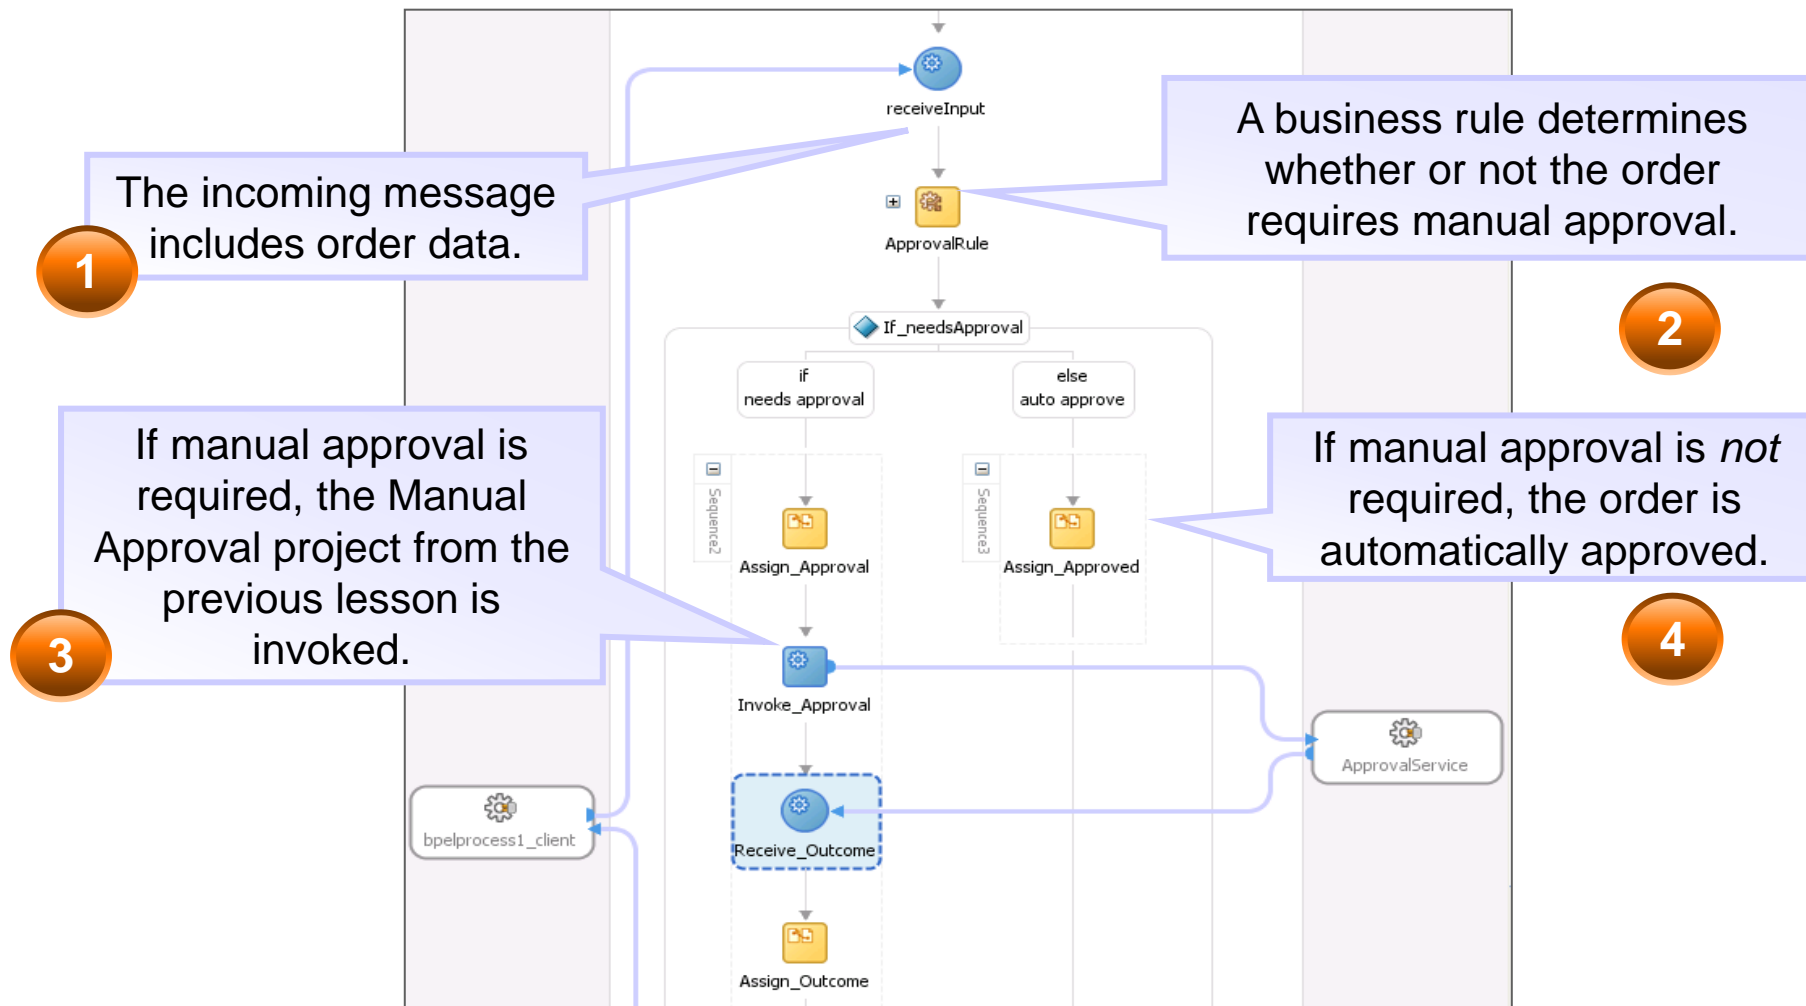 receiveInput
The incoming message
includes order data.
1
A business rule determines
whether or not the order
requires manual approval.
2
ApprovalRule
If_needsApproval
if
needs approval
else
auto approve
If manual approval is
required, the Manual
Approval project from the
previous lesson is
invoked.
3
Sequence2
Assign_Approval
Sequence3
Assign_Approved
If manual approval is not
required, the order is
automatically approved.
4
Invoke_Approval
ApprovalService
bpelprocess1_client
Receive_Outcome
Assign_Outcome